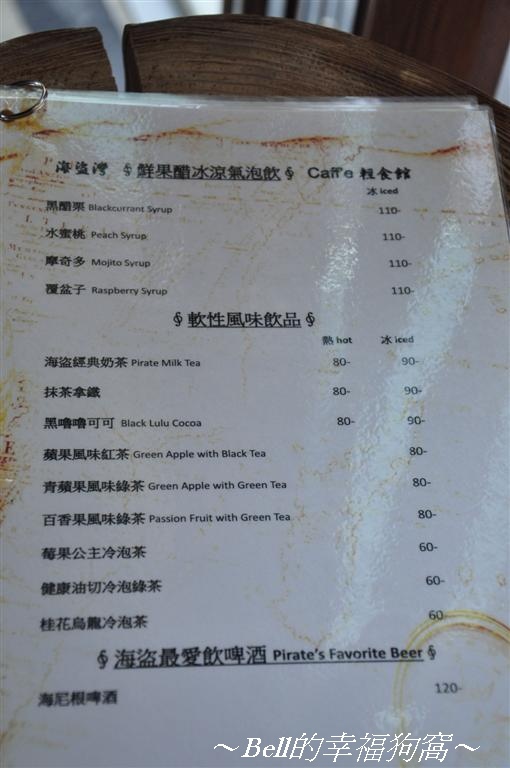 海盜灣 § 鮮果醋冰涼氣泡飲 § Caff'e 輕食館
冰 iced
黑醋栗 Blackcurrant Syrup 110-
水蜜桃 Peach Syrup 110-
摩奇多 Mojito Syrup 110-
覆盆子 Raspberry Syrup 110-
§ 軟性風味飲品 §
熱 hot 冰 iced
海盜經典奶茶 Pirate Milk Tea 80- 90-
抹茶拿鐵 80- 90-
黑嚕嚕可可 Black Lulu Cocoa 80- 90-
蘋果風味紅茶 Green Apple with Black Tea 80-
青蘋果風味綠茶 Green Apple with Green Tea 80-
百香果風味綠茶 Passion Fruit with Green Tea 80-
莓果公主冷泡茶 60-
健康油切冷泡綠茶 60-
桂花烏龍冷泡茶 60
§ 海盜最愛飲啤酒 Pirate's Favorite Beer §
海尼根啤酒 120-
～Bell的幸福狗窩～